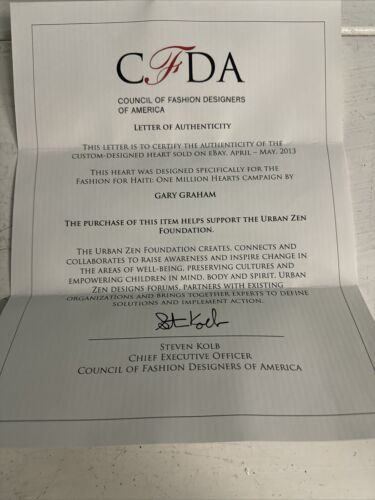 CFDA
COUNCIL OF FASHION DESIGNERS
OF AMERICA
LETTER OF AUTHENTICITY
THIS LETTER IS TO CERTIFY THE AUTHENTICITY OF THE
CUSTOM-DESIGNED HEART SOLD ON EBAY, APRIL – MAY, 2013
THIS HEART WAS DESIGNED SPECIFICALLY FOR THE
FASHION FOR HAITI: ONE MILLION HEARTS CAMPAIGN BY
GARY GRAHAM
THE PURCHASE OF THIS ITEM HELPS SUPPORT THE URBAN ZEN
FOUNDATION.
THE URBAN ZEN FOUNDATION CREATES, CONNECTS AND
COLLABORATES TO RAISE AWARENESS AND INSPIRE CHANGE IN
THE AREAS OF WELL-BEING, PRESERVING CULTURES AND
EMPOWERING CHILDREN IN MIND, BODY AND SPIRIT. URBAN
ZEN DESIGNS FORUMS, PARTNERS WITH EXISTING
ORGANIZATIONS AND BRINGS TOGETHER EXPERTS TO DEFINE
SOLUTIONS AND IMPLEMENT ACTION.
Steven Kolb
STEVEN KOLB
CHIEF EXECUTIVE OFFICER
COUNCIL OF FASHION DESIGNERS OF AMERICA